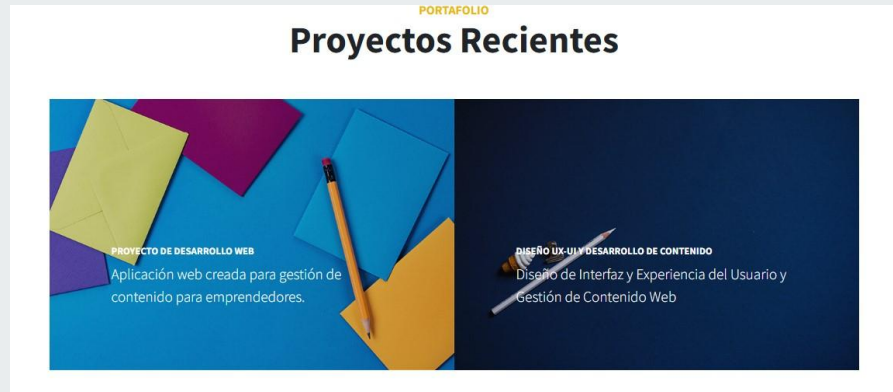 PORTAFOLIO
Proyectos Recientes
PROYECTO DE DESARROLLO WEB
Aplicación web creada para gestión de
contenido para emprendedores.
DISEÑO UX-UI Y DESARROLLO DE CONTENIDO
Diseño de Interfaz y Experiencia del Usuario y
Gestión de Contenido Web